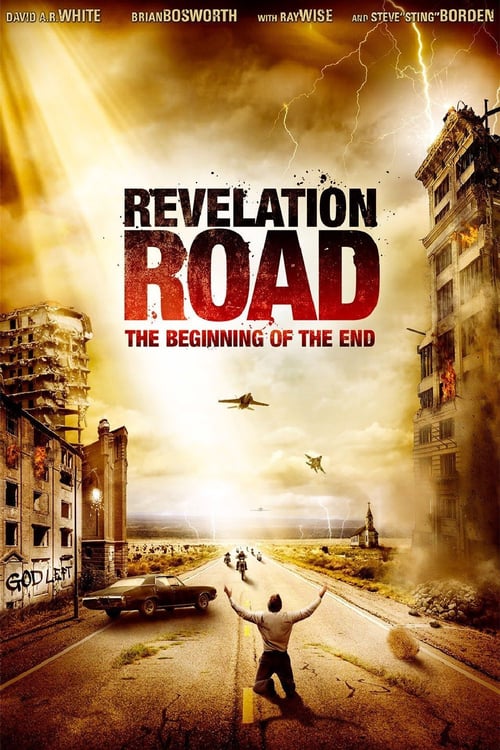 DAVID A.R. WHITE BRIAN BOSWORTH WITH RAY WISE AND STEVE "STING" BORDEN
REVELATION
ROAD
THE BEGINNING OF THE END
GOD LEFT